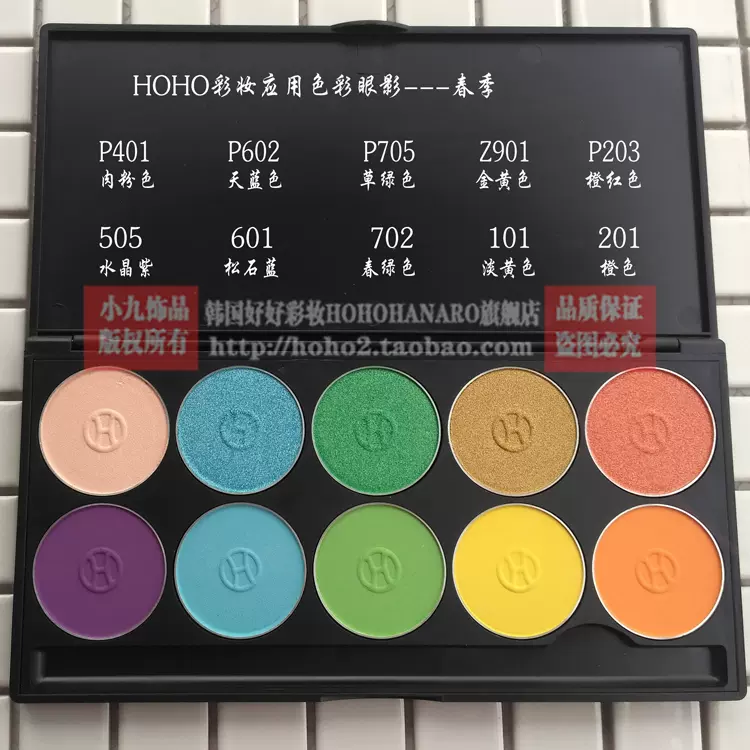 HOHO彩妆应用色彩眼影---春季
P401 P602 P705 Z901 P203
肉粉色 天蓝色 草绿色 金黄色 橙红色
505 601 702 101 201
水晶紫 松石蓝 春绿色 淡黄色 橙色
小九饰品 韩国好好彩妆HOHOHANARO旗舰店 品质保证
版权所有 http://hoho2.taobao.com 盗图必究
H H H H H
H H H H H